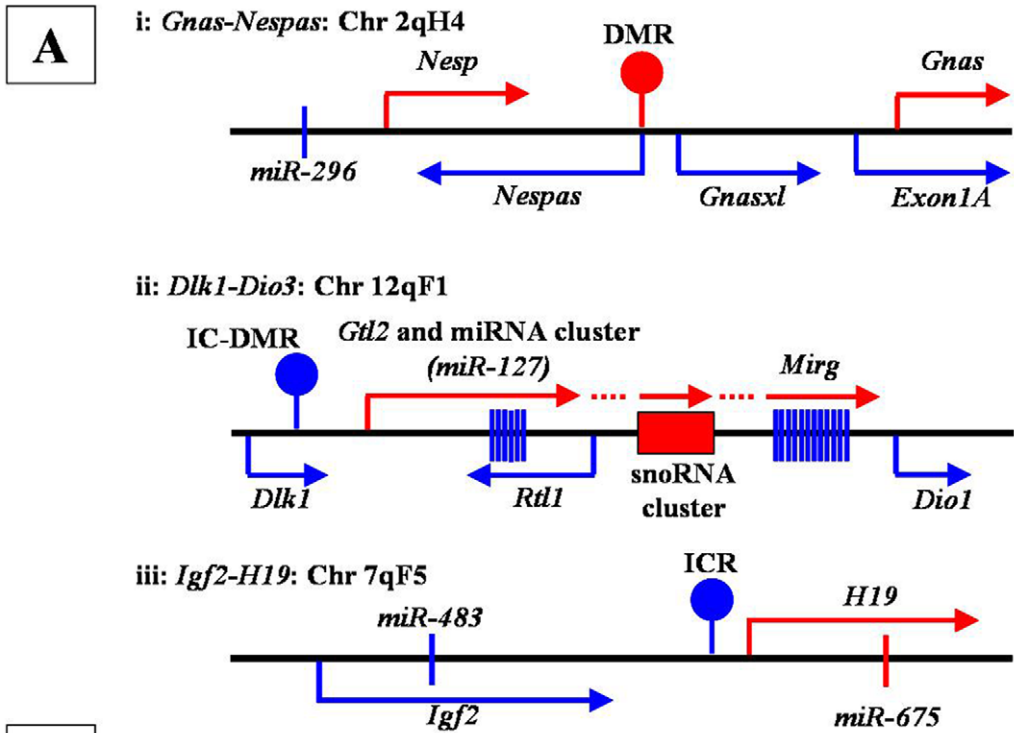 A
i: Gnas-Nespas: Chr 2qH4
DMR
Nesp
Gnas
miR-296
Nespas
Gnasxl
Exon1A
ii: Dlk1-Dio3: Chr 12qF1
IC-DMR
Gtl2 and miRNA cluster
(miR-127)
Mirg
Dlk1
Rtl1
snoRNA
cluster
Dio1
iii: Igf2-H19: Chr 7qF5
ICR
miR-483
H19
Igf2
miR-675